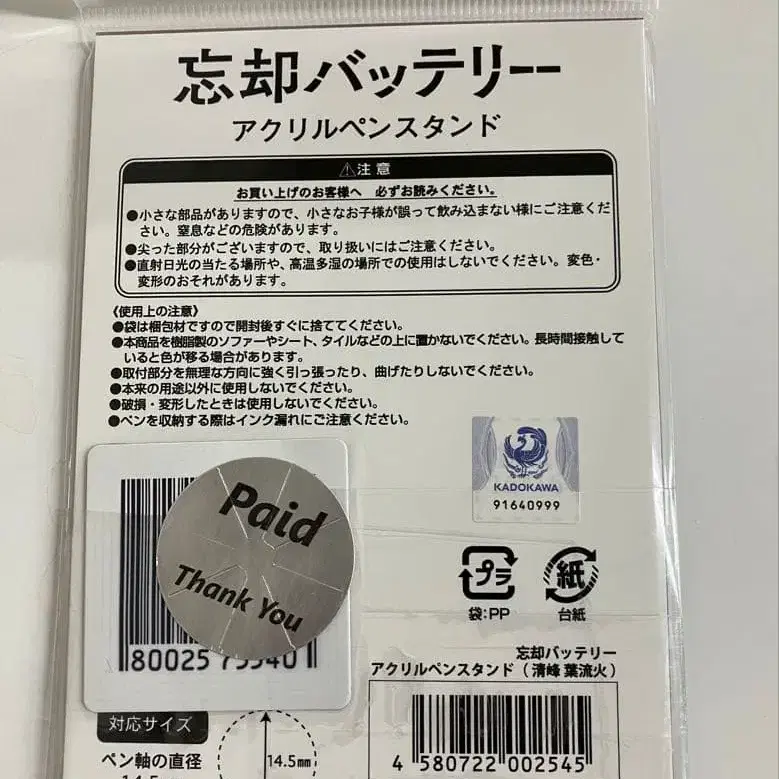 忘却バッテリー
アクリルペンスタンド
⚠注意
お買い上げのお客様へ 必ずお読みください。
●小さな部品がありますので、小さなお子様が誤って飲み込まない様にご注意くだ
さい。窒息などの危険があります。
●尖った部分がございますので、取り扱いにはご注意ください。
●直射日光の当たる場所や、高温多湿の場所での使用はしないでください。変色・
変形のおそれがあります。
《使用上の注意》
●袋は梱包材ですので開封後すぐに捨ててください。
●本商品を樹脂製のソファーやシート、タイルなどの上に置かないでください。長時間接触して
いると色が移る場合があります。
●取付部分を無理な方向に強く引っ張ったり、曲げたりしないでください。
●本来の用途以外に使用しないでください。
●破損・変形したときは使用しないでください。
●ペンを収納する際はインク漏れにご注意ください。
KADOKAWA
91640999
Paid
Thank You
プラ
袋:PP
紙
台紙
忘却バッテリー
アクリルペンスタンド(清峰 葉流火)
4 580722 002545
対応サイズ
ペン軸の直径
14.5mm